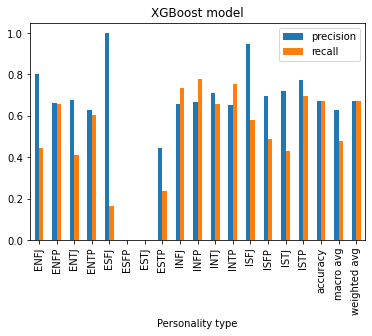 XGBoost model
precision
recall
1.0
0.8
0.6
0.4
0.2
0.0
ENFJ
ENFP
ENTJ
ENTP
ESFJ
ESFP
ESTJ
ESTP
INFJ
INFP
INTJ
INTP
ISFJ
ISFP
ISTJ
ISTP
accuracy
macro avg
weighted avg
Personality type